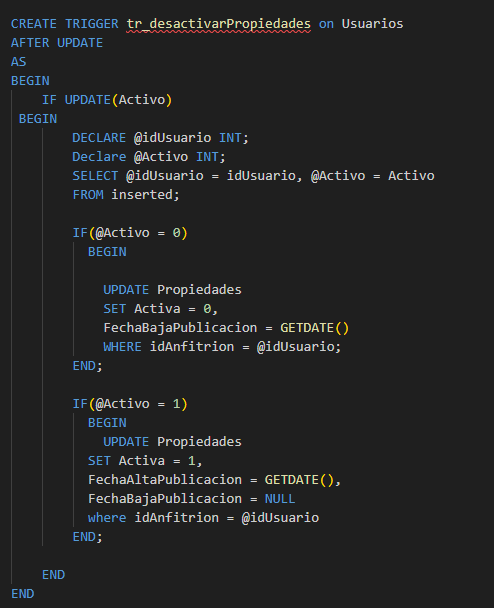 CREATE TRIGGER tr_desactivarPropiedades on Usuarios
AFTER UPDATE
AS
BEGIN
    IF UPDATE(Activo)
 BEGIN
        DECLARE @idUsuario INT;
        Declare @Activo INT;
        SELECT @idUsuario = idUsuario, @Activo = Activo
        FROM inserted;

        IF(@Activo = 0)
          BEGIN

            UPDATE Propiedades
            SET Activa = 0,
            FechaBajaPublicacion = GETDATE()
            WHERE idAnfitrion = @idUsuario;
        END;

        IF(@Activo = 1)
          BEGIN
            UPDATE Propiedades
          SET Activa = 1,
          FechaAltaPublicacion = GETDATE(),
          FechaBajaPublicacion = NULL
          where idAnfitrion = @idUsuario
        END;

    END
END